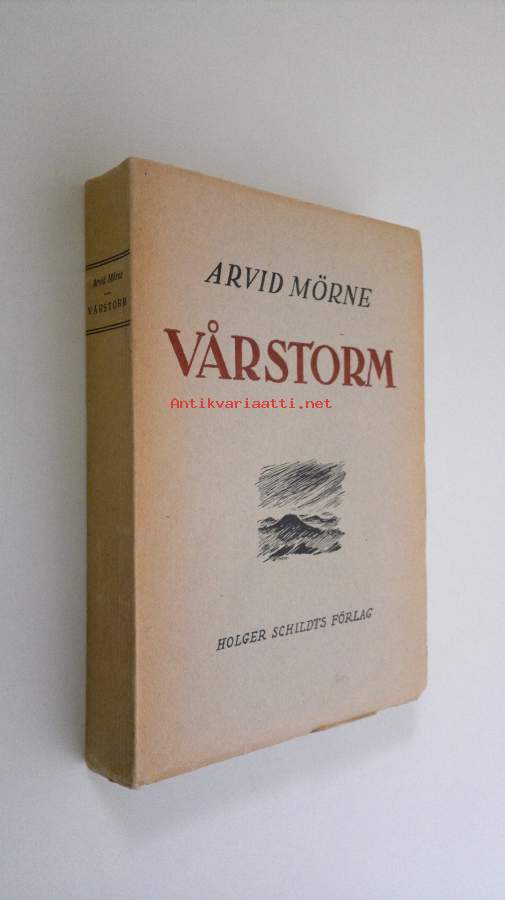 Arvid Mörne
VÅRSTORM
ARVID MÖRNE
VÅRSTORM
Antikvariaatti.net
HOLGER SCHILDTS FÖRLAG